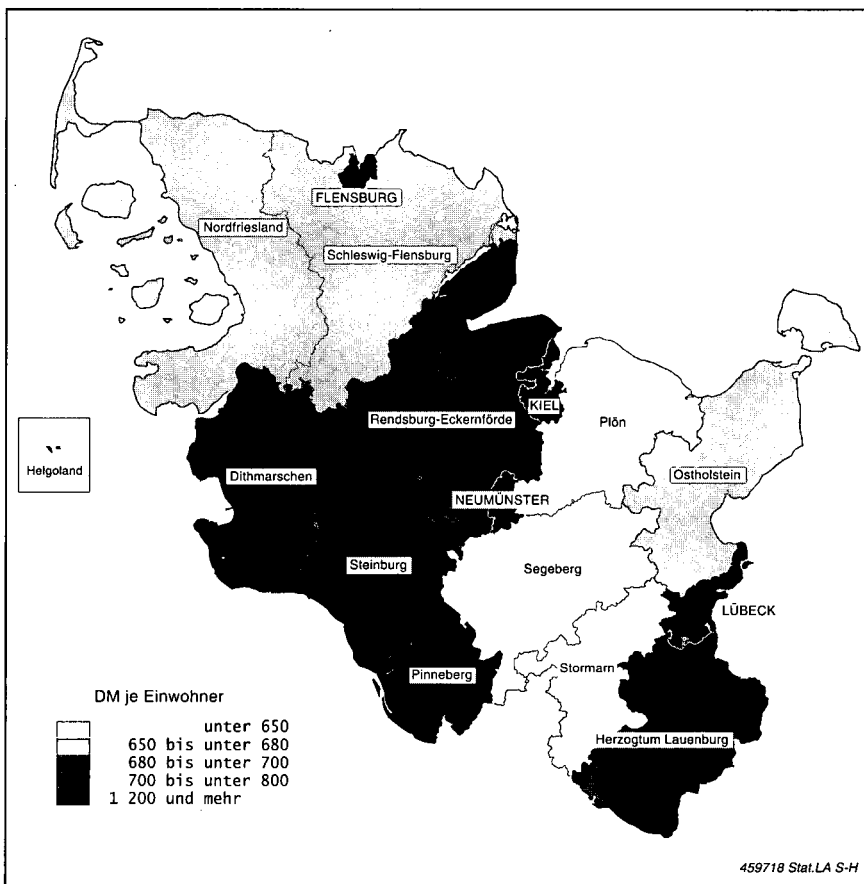 FLENSBURG
Nordfriesland
Schleswig-Flensburg
Rendsburg-Eckernförde
KIEL
Plön
Helgoland
Dithmarschen
Ostholstein
NEUMÜNSTER
Steinburg
Segeberg
LÜBECK
Pinneberg
Stormarn
Herzogtum Lauenburg
DM je Einwohner
unter 650
650 bis unter 680
680 bis unter 700
700 bis unter 800
1 200 und mehr
459718 Stat.LA S-H